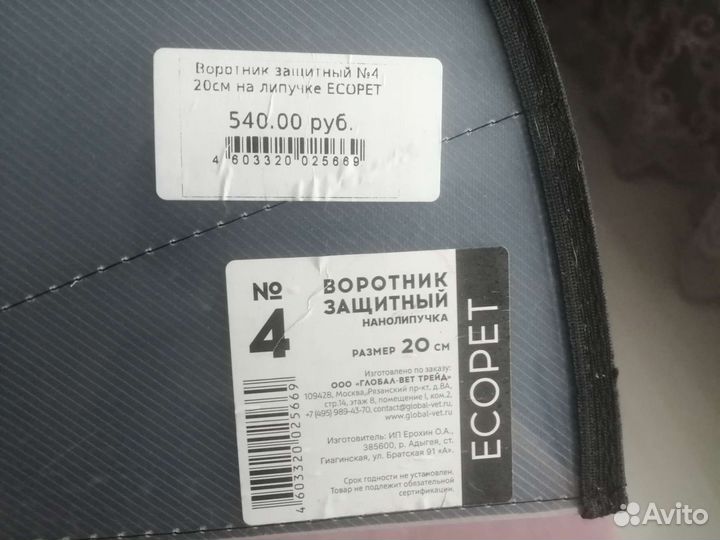 Воротник защитный №4
20см на липучке ECOPET
540.00 руб.
4 603320 025669
№
4
ВОРОТНИК
ЗАЩИТНЫЙ
НАНОЛИПУЧКА
РАЗМЕР 20 СМ
Изготовлено по заказу:
ООО «ГЛОБАЛ-ВЕТ ТРЕЙД»
109428, Москва, Рязанский пр-кт, д.8А,
стр.14, этаж 8, помещение I, ком.2,
+7 (495) 989-43-70, contact@global-vet.ru,
www.global-vet.ru
Изготовитель: ИП Ерохин О.А.,
385600, р. Адыгея, ст.
Гиагинская, ул. Братская 91 «А».
Срок годности не установлен.
Товар не подлежит обязательной
сертификации.
4 603320 025669
ECOPET
Avito